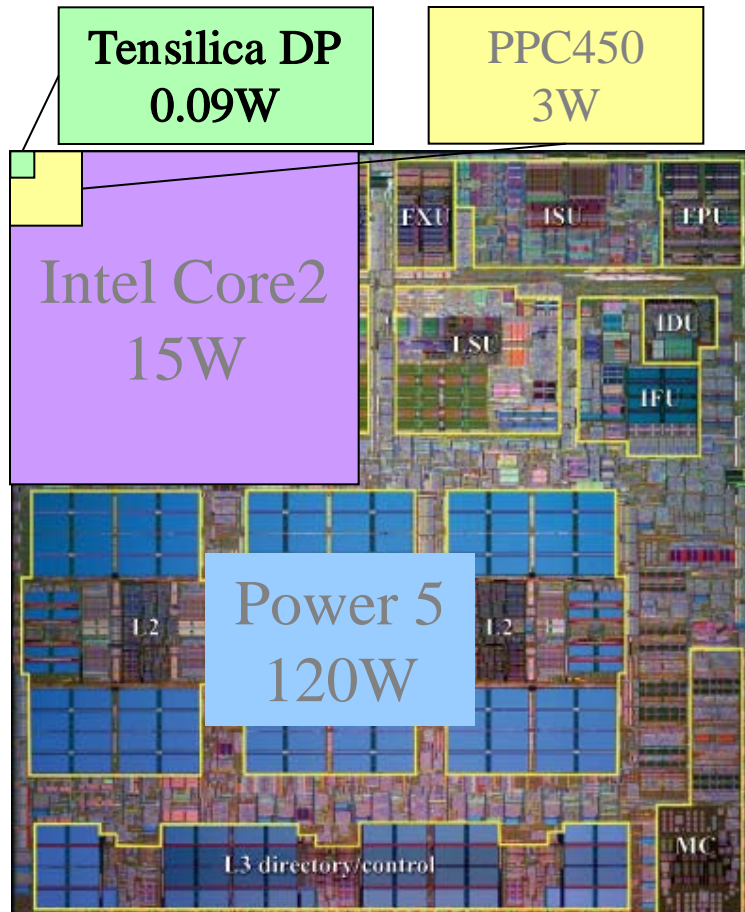 Tensilica DP
0.09W
PPC450
3W
FXU
ISU
FPU
Intel Core2
15W
IDU
LSU
IFU
Power 5
120W
L2
L2
MC
L3 directory/control